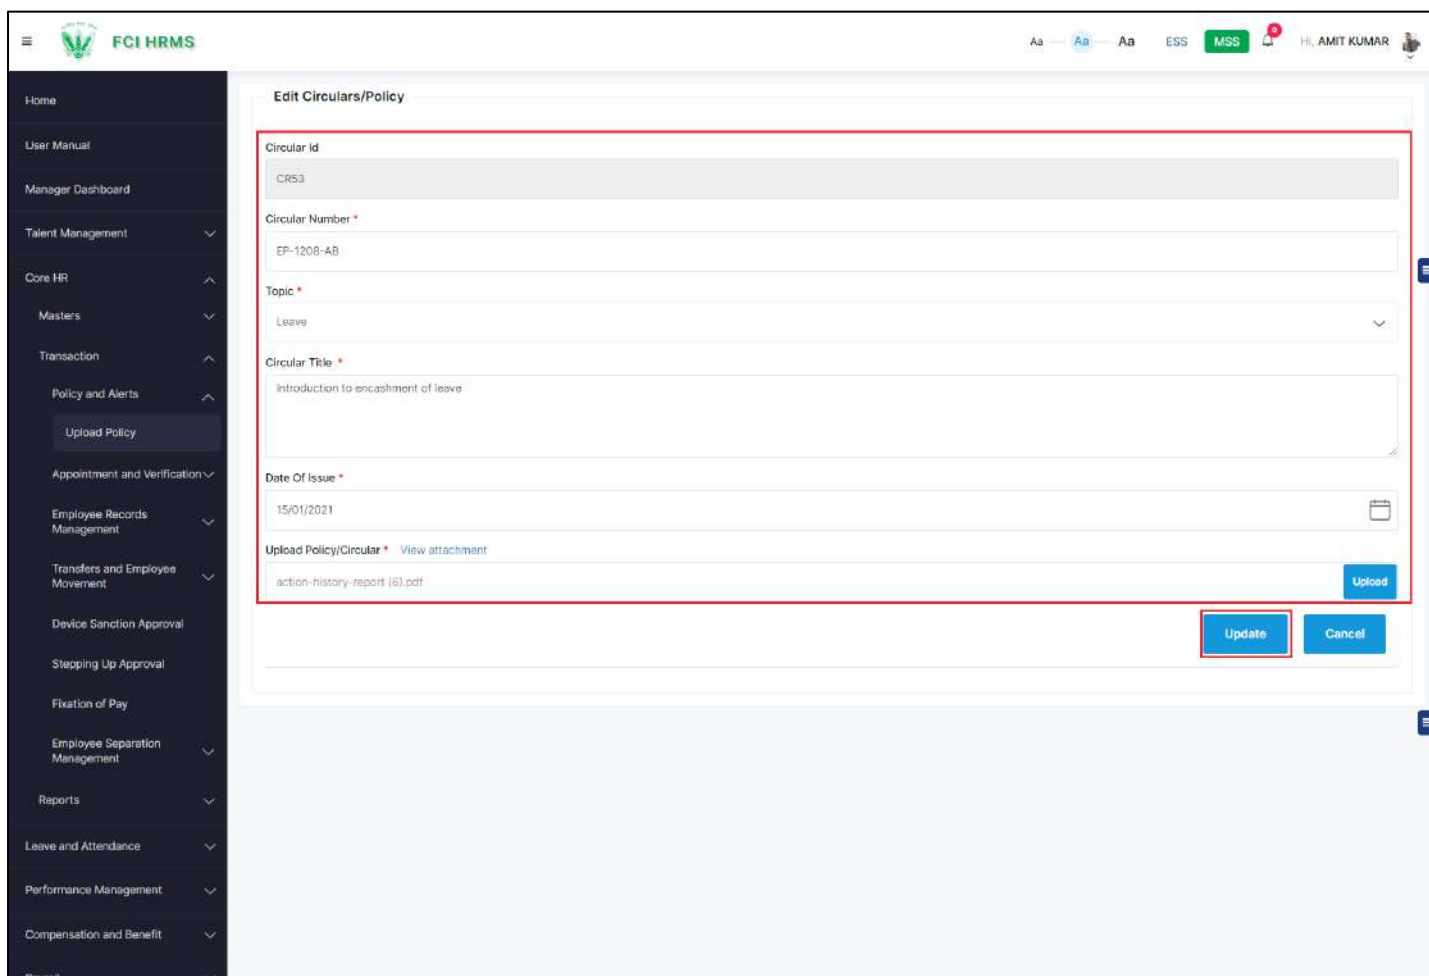 FCI HRMS
Aa Aa Aa ESS MSS 0 Hi, AMIT KUMAR
Home
User Manual
Manager Dashboard
Talent Management
Core HR
Masters
Transaction
Policy and Alerts
Upload Policy
Appointment and Verification
Employee Records
Management
Transfers and Employee
Movement
Device Sanction Approval
Stepping Up Approval
Fixation of Pay
Employee Separation
Management
Reports
Leave and Attendance
Performance Management
Compensation and Benefit
Edit Circulars/Policy
Circular Id
CR53
Circular Number *
EP-1208-AB
Topic *
Leave
Circular Title *
Introduction to encashment of leave
Date Of Issue *
15/01/2021
Upload Policy/Circular * View attachment
action-history-report (6).pdf Upload
Update Cancel